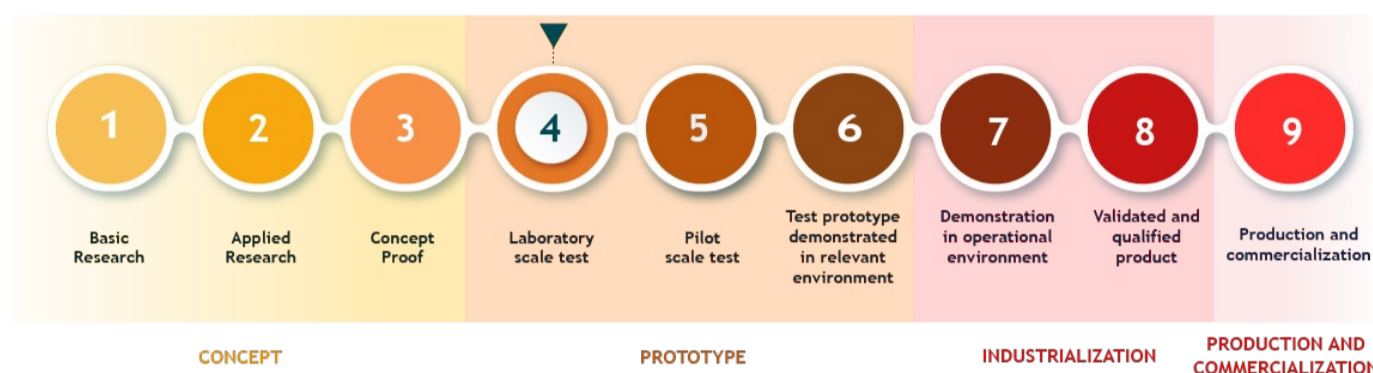 1
2
3
4
5
6
7
8
9
Basic
Research
Applied
Research
Concept
Proof
Laboratory
scale test
Pilot
scale test
Test prototype
demonstrated
in relevant
environment
Demonstration
in operational
environment
Validated and
qualified
product
Production and
commercialization
CONCEPT
PROTOTYPE
INDUSTRIALIZATION
PRODUCTION AND
COMMERCIALIZATION